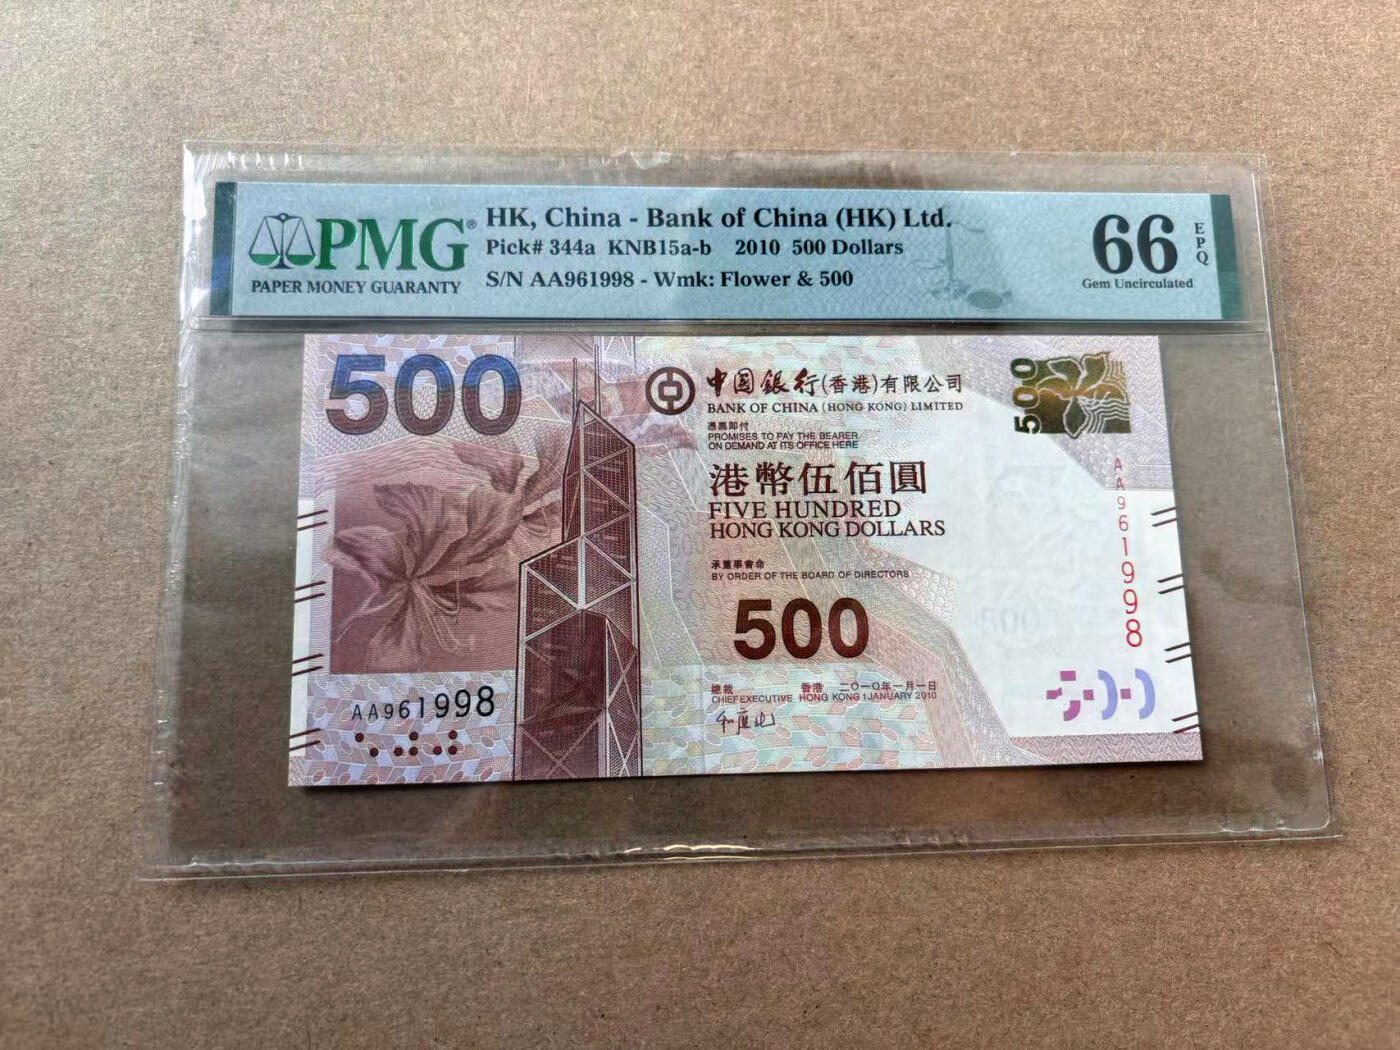 PMG®
PAPER MONEY GUARANTY
HK, China - Bank of China (HK) Ltd.
Pick# 344a KNB15a-b 2010 500 Dollars
S/N AA961998 - Wmk: Flower & 500
66
EPQ
Gem Uncirculated
500
中國銀行(香港)有限公司
BANK OF CHINA (HONG KONG) LIMITED
憑票即付
PROMISES TO PAY THE BEARER
ON DEMAND AT ITS OFFICE HERE
500
港幣伍佰圓
FIVE HUNDRED
HONG KONG DOLLARS
AA961998
承董事會命
BY ORDER OF THE BOARD OF DIRECTORS
500
總裁 香港 二〇一〇年一月一日
CHIEF EXECUTIVE HONG KONG 1 JANUARY 2010
AA961998
500